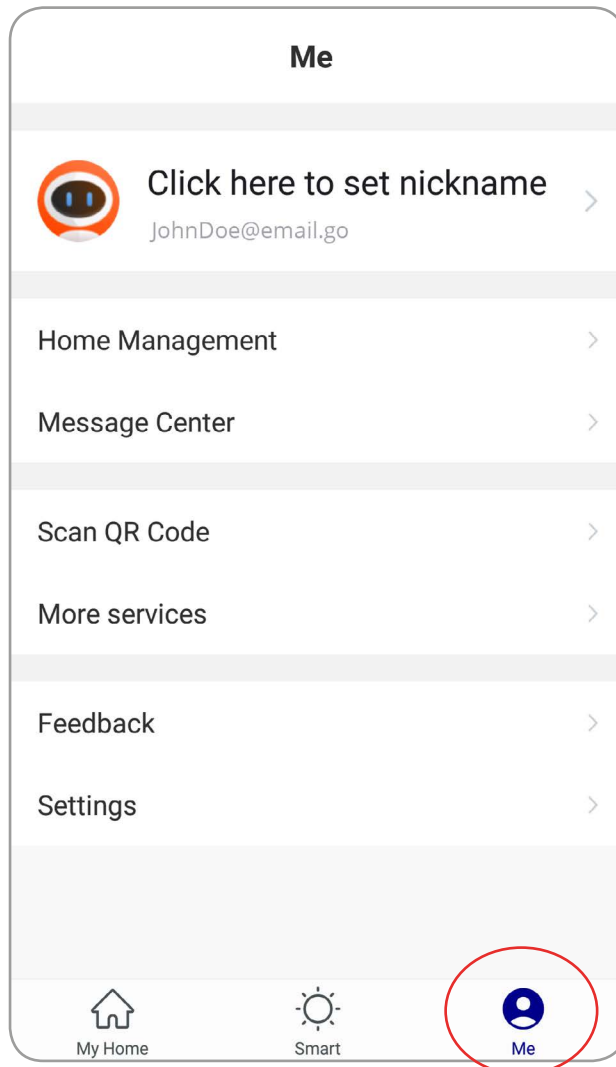 Me
Click here to set nickname
JohnDoe@email.go
Home Management
Message Center
Scan QR Code
More services
Feedback
Settings
My Home
Smart
Me